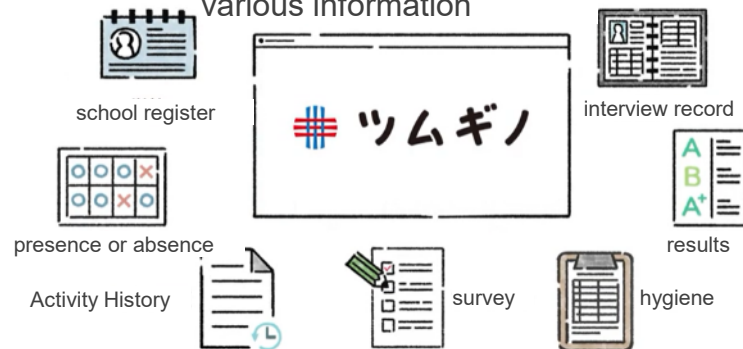 various information
school register
ツムギノ
interview record
A
B
A+
presence or absence
results
Activity History
survey
hygiene